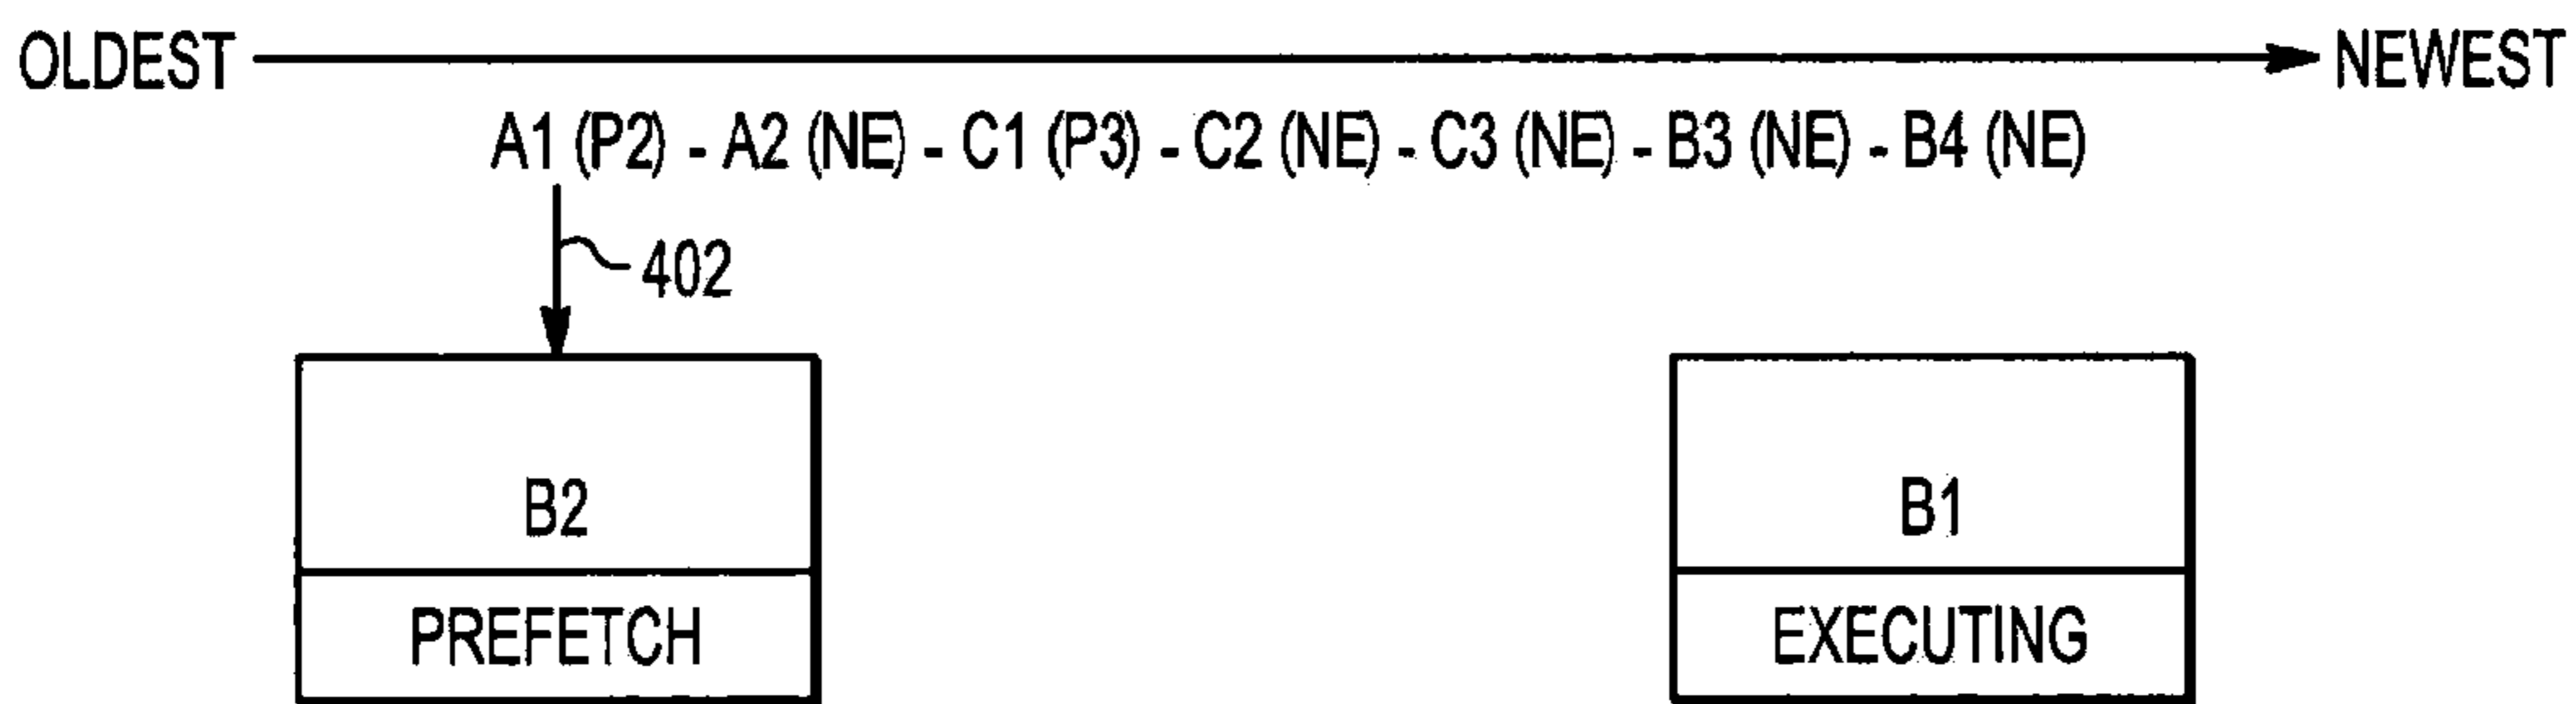 OLDEST NEWEST
A1 (P2) - A2 (NE) - C1 (P3) - C2 (NE) - C3 (NE) - B3 (NE) - B4 (NE)
402
B2 B1
PREFETCH EXECUTING